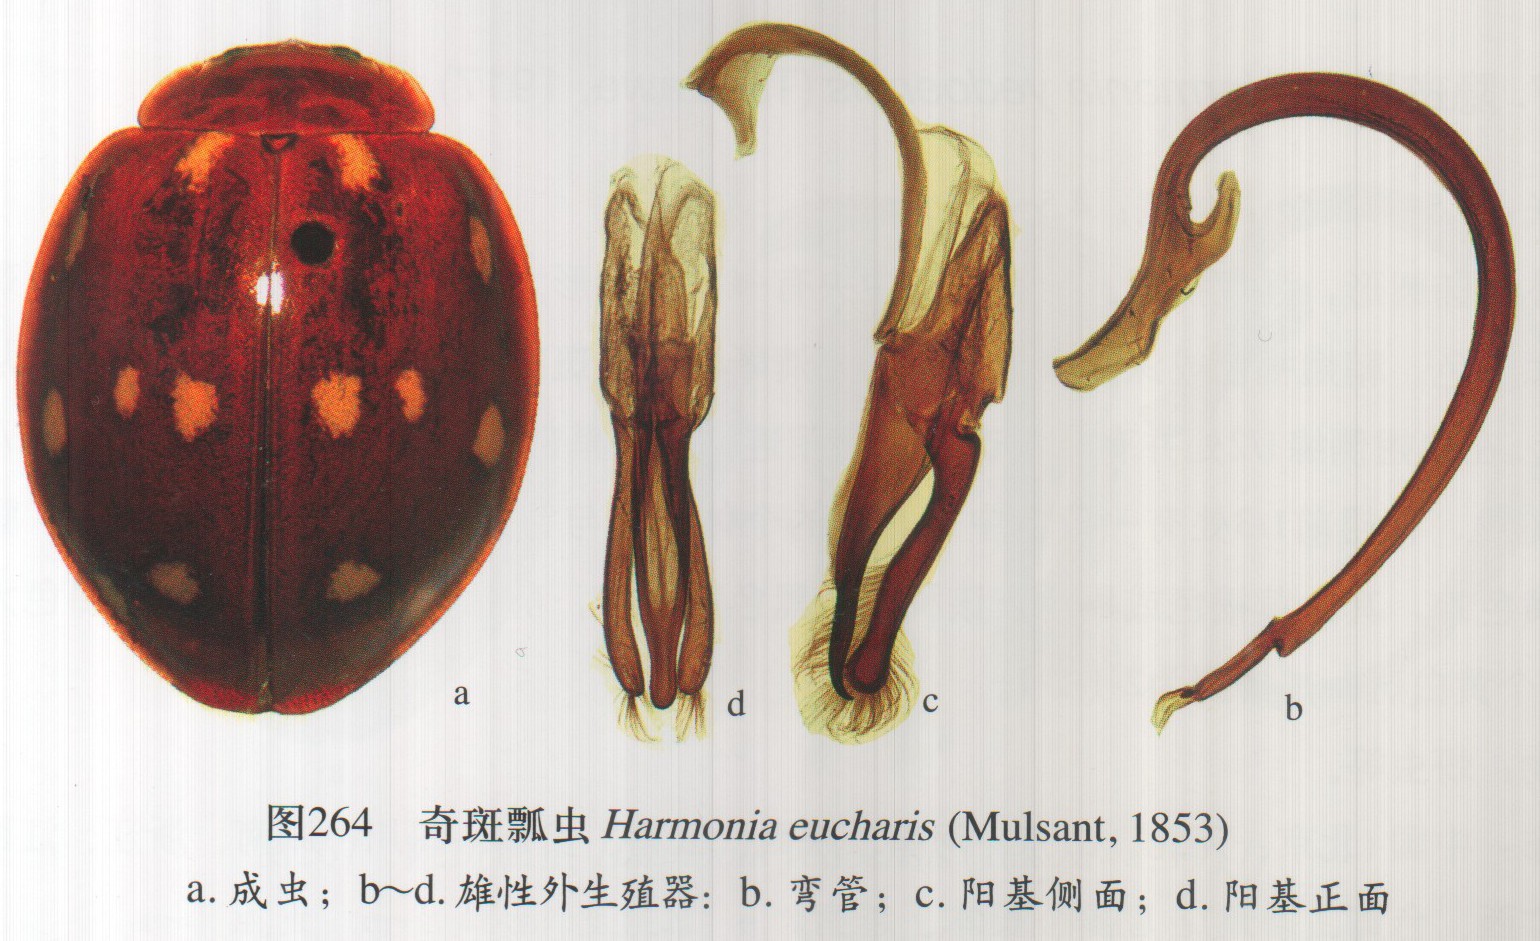 a
d
c
b
图264 奇斑瓢虫 Harmonia eucharis (Mulsant, 1853)
a. 成虫；b~d. 雄性外生殖器：b. 弯管；c. 阳基侧面；d. 阳基正面